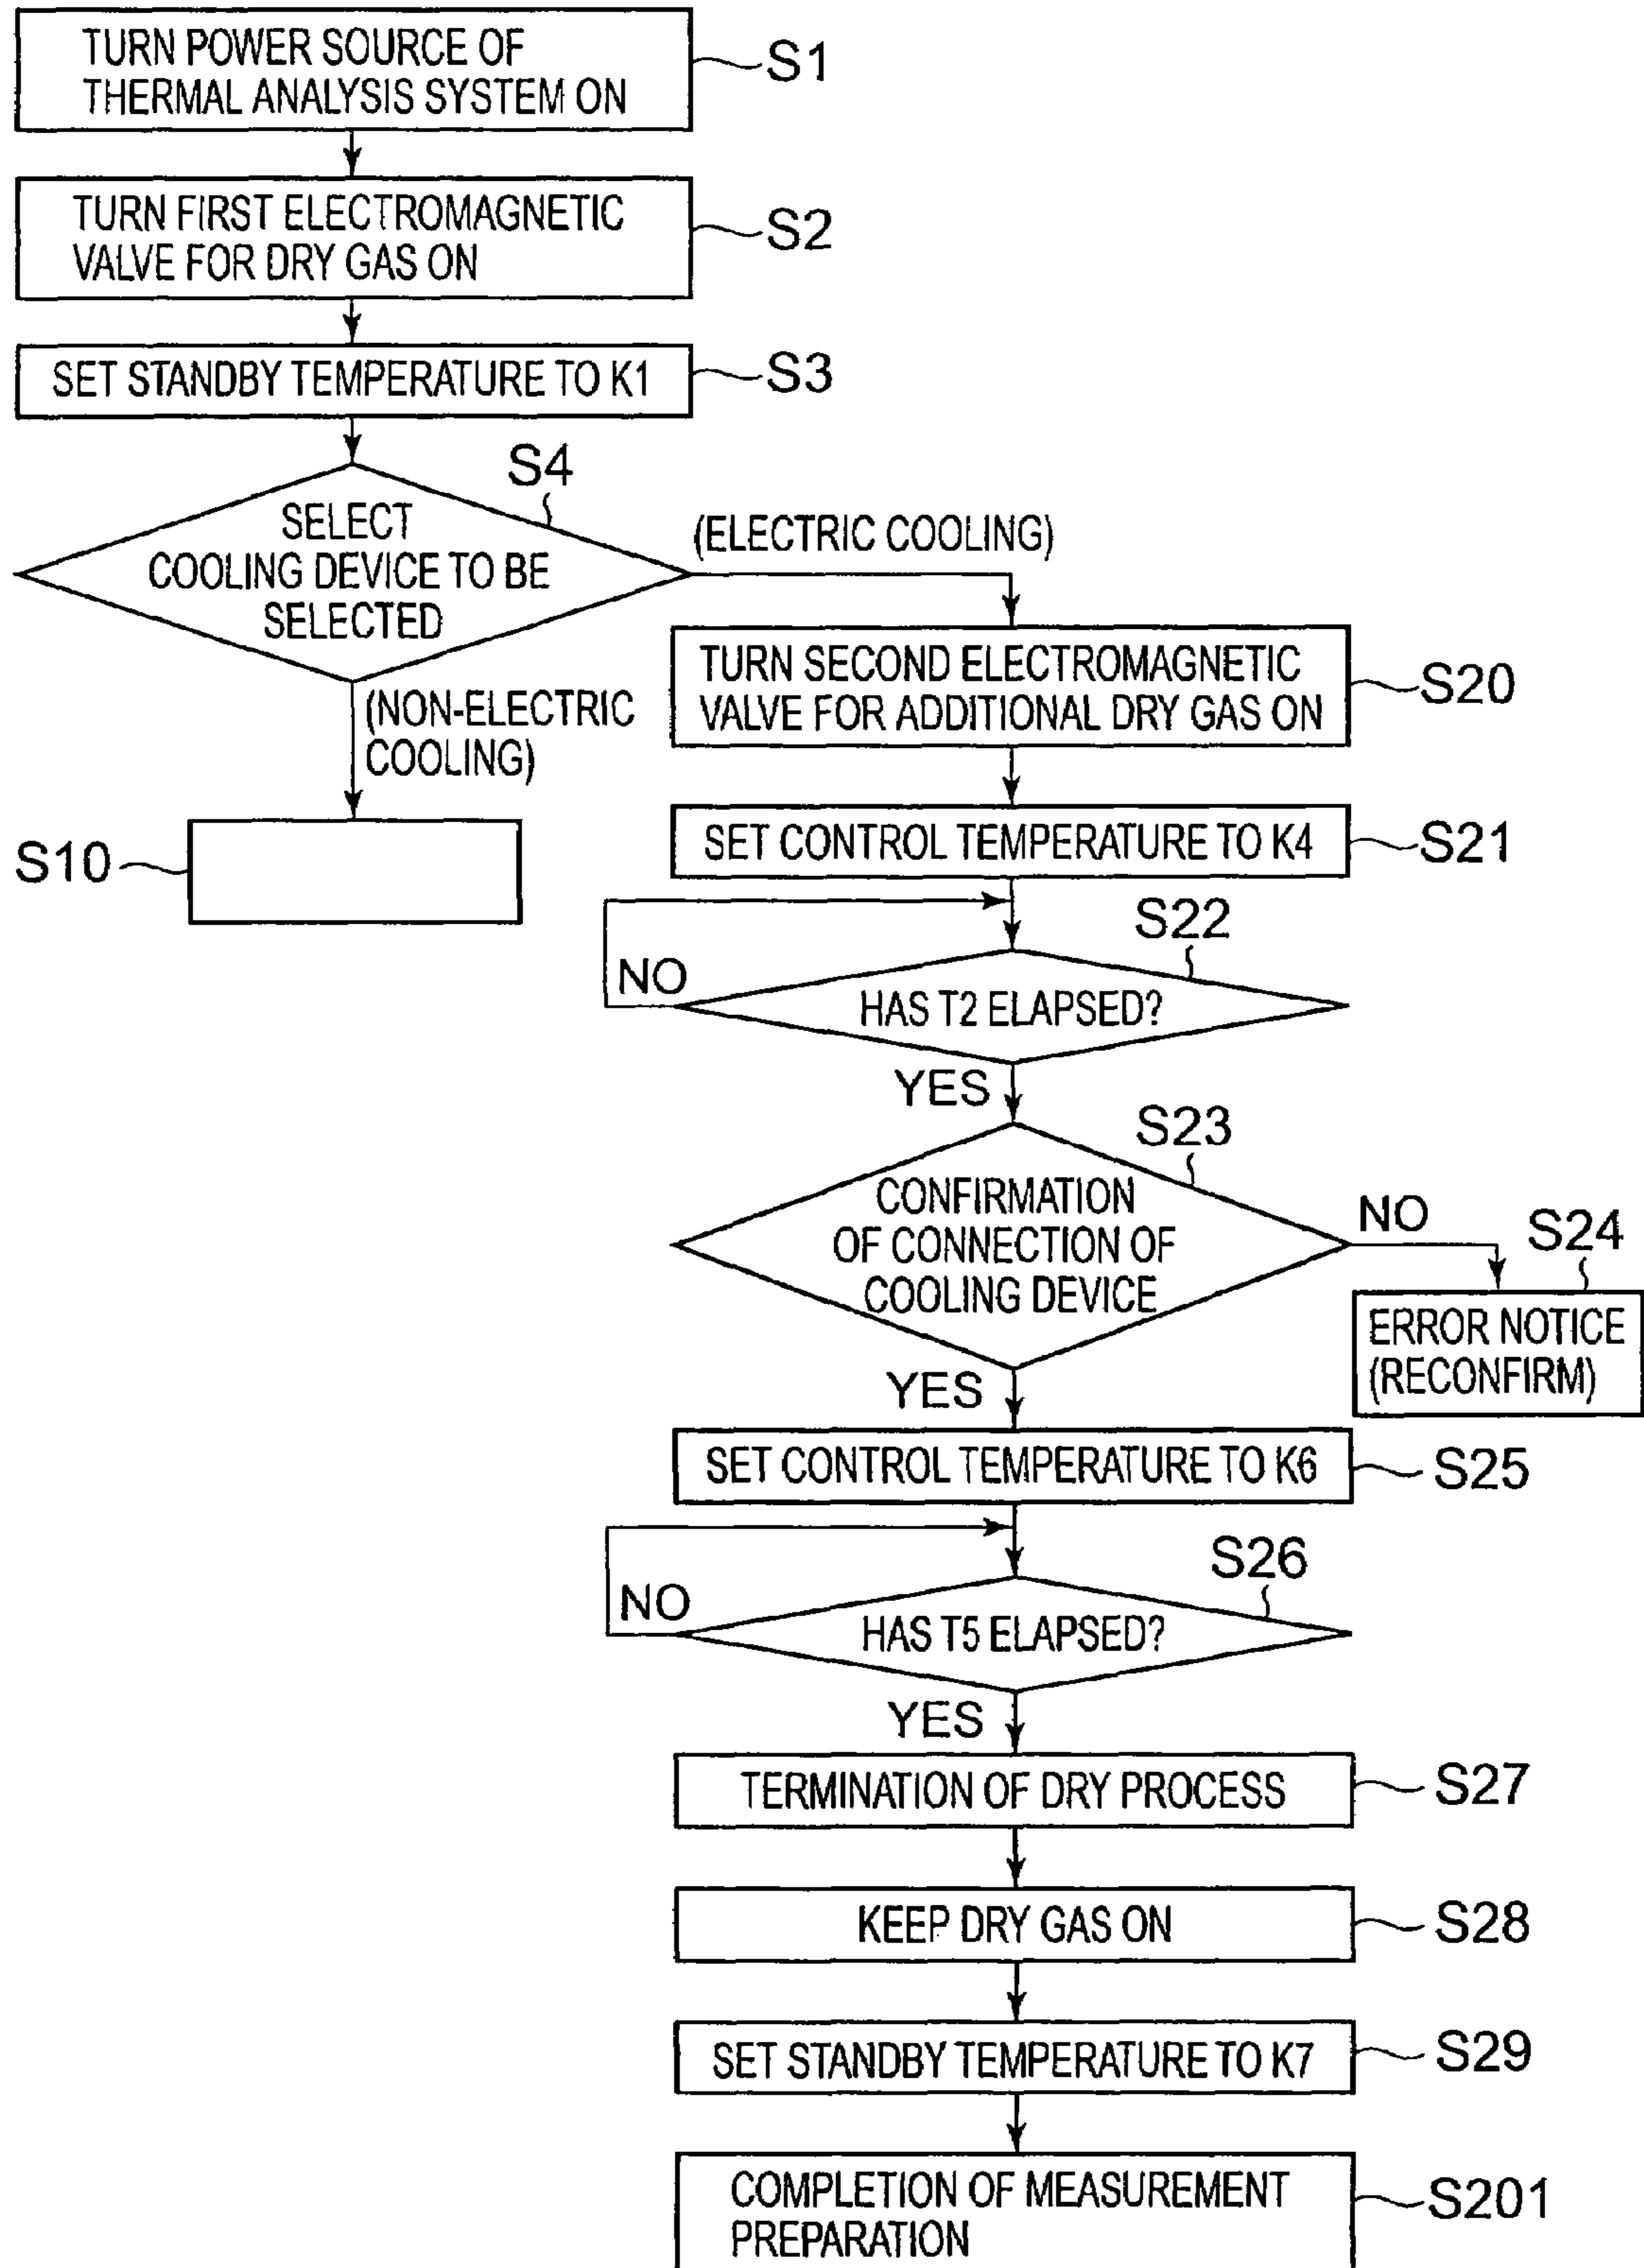 TURN POWER SOURCE OF
THERMAL ANALYSIS SYSTEM ON
S1
TURN FIRST ELECTROMAGNETIC
VALVE FOR DRY GAS ON
S2
SET STANDBY TEMPERATURE TO K1
S3
S4
SELECT
COOLING DEVICE TO BE
SELECTED
(ELECTRIC COOLING)
(NON-ELECTRIC
COOLING)
S10
TURN SECOND ELECTROMAGNETIC
VALVE FOR ADDITIONAL DRY GAS ON
S20
SET CONTROL TEMPERATURE TO K4
S21
S22
NO
HAS T2 ELAPSED?
YES
S23
CONFIRMATION
OF CONNECTION OF
COOLING DEVICE
NO
S24
ERROR NOTICE
(RECONFIRM)
YES
SET CONTROL TEMPERATURE TO K6
S25
S26
NO
HAS T5 ELAPSED?
YES
TERMINATION OF DRY PROCESS
S27
KEEP DRY GAS ON
S28
SET STANDBY TEMPERATURE TO K7
S29
COMPLETION OF MEASUREMENT
PREPARATION
S201